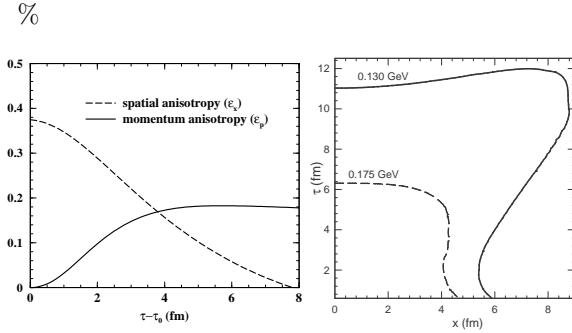 %
0.5
0.4
0.3
0.2
0.1
0
0 2 4 6 8
spatial anisotropy (εx)
momentum anisotropy (εp)
τ−τ0 (fm)
12
10
8
6
4
2
0 2 4 6 8
0.130 GeV
0.175 GeV
τ (fm)
x (fm)